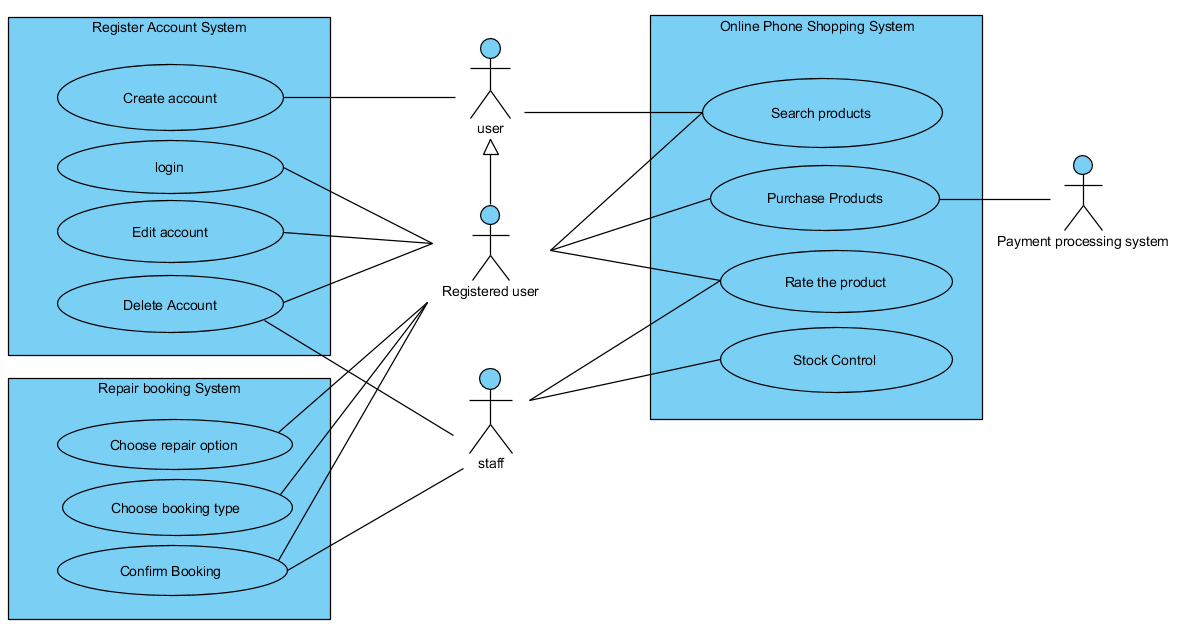 Register Account System
Create account
login
Edit account
Delete Account
Repair booking System
Choose repair option
Choose booking type
Confirm Booking
user
Registered user
staff
Online Phone Shopping System
Search products
Purchase Products
Rate the product
Stock Control
Payment processing system